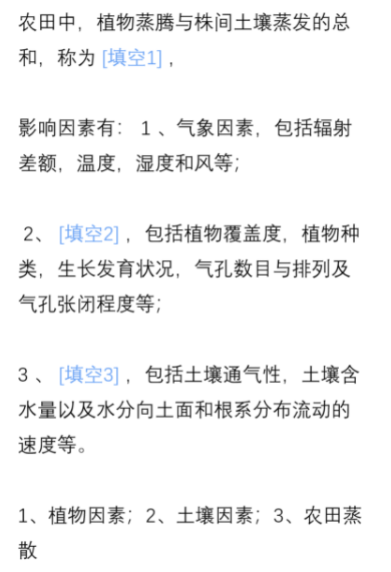 农田中，植物蒸腾与株间土壤蒸发的总
和，称为 [填空1] ，
影响因素有： 1 、气象因素，包括辐射
差额，温度，湿度和风等；
2、 [填空2] ，包括植物覆盖度，植物种
类，生长发育状况，气孔数目与排列及
气孔张闭程度等；
3 、 [填空3] ，包括土壤通气性，土壤含
水量以及水分向土面和根系分布流动的
速度等。
1、植物因素；2、土壤因素；3、农田蒸
散